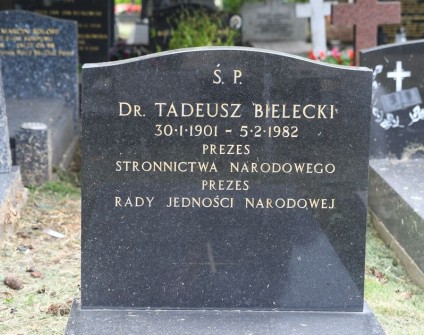 Ś. P.
DR. TADEUSZ BIELECKI
30·1·1901 – 5·2·1982
PREZES
STRONNICTWA NARODOWEGO
PREZES
RADY JEDNOŚCI NARODOWEJ